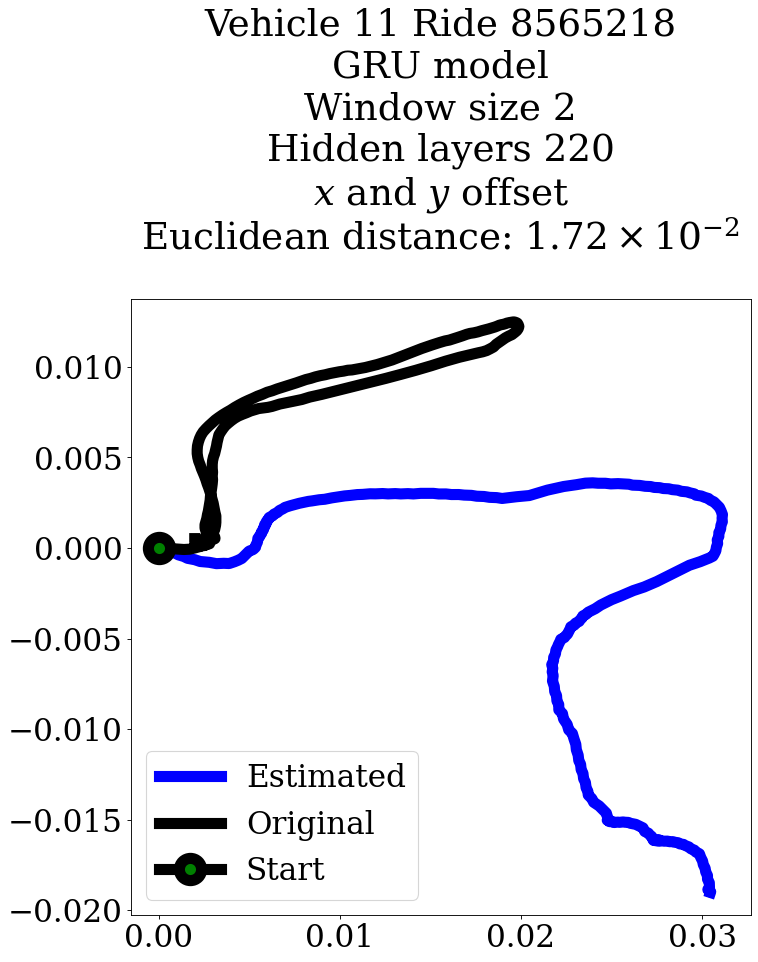 Vehicle 11 Ride 8565218
GRU model
Window size 2
Hidden layers 220
x and y offset
Euclidean distance: 1.72 × 10⁻²
0.010
0.005
0.000
−0.005
−0.010
−0.015
−0.020
Estimated
Original
Start
0.00 0.01 0.02 0.03